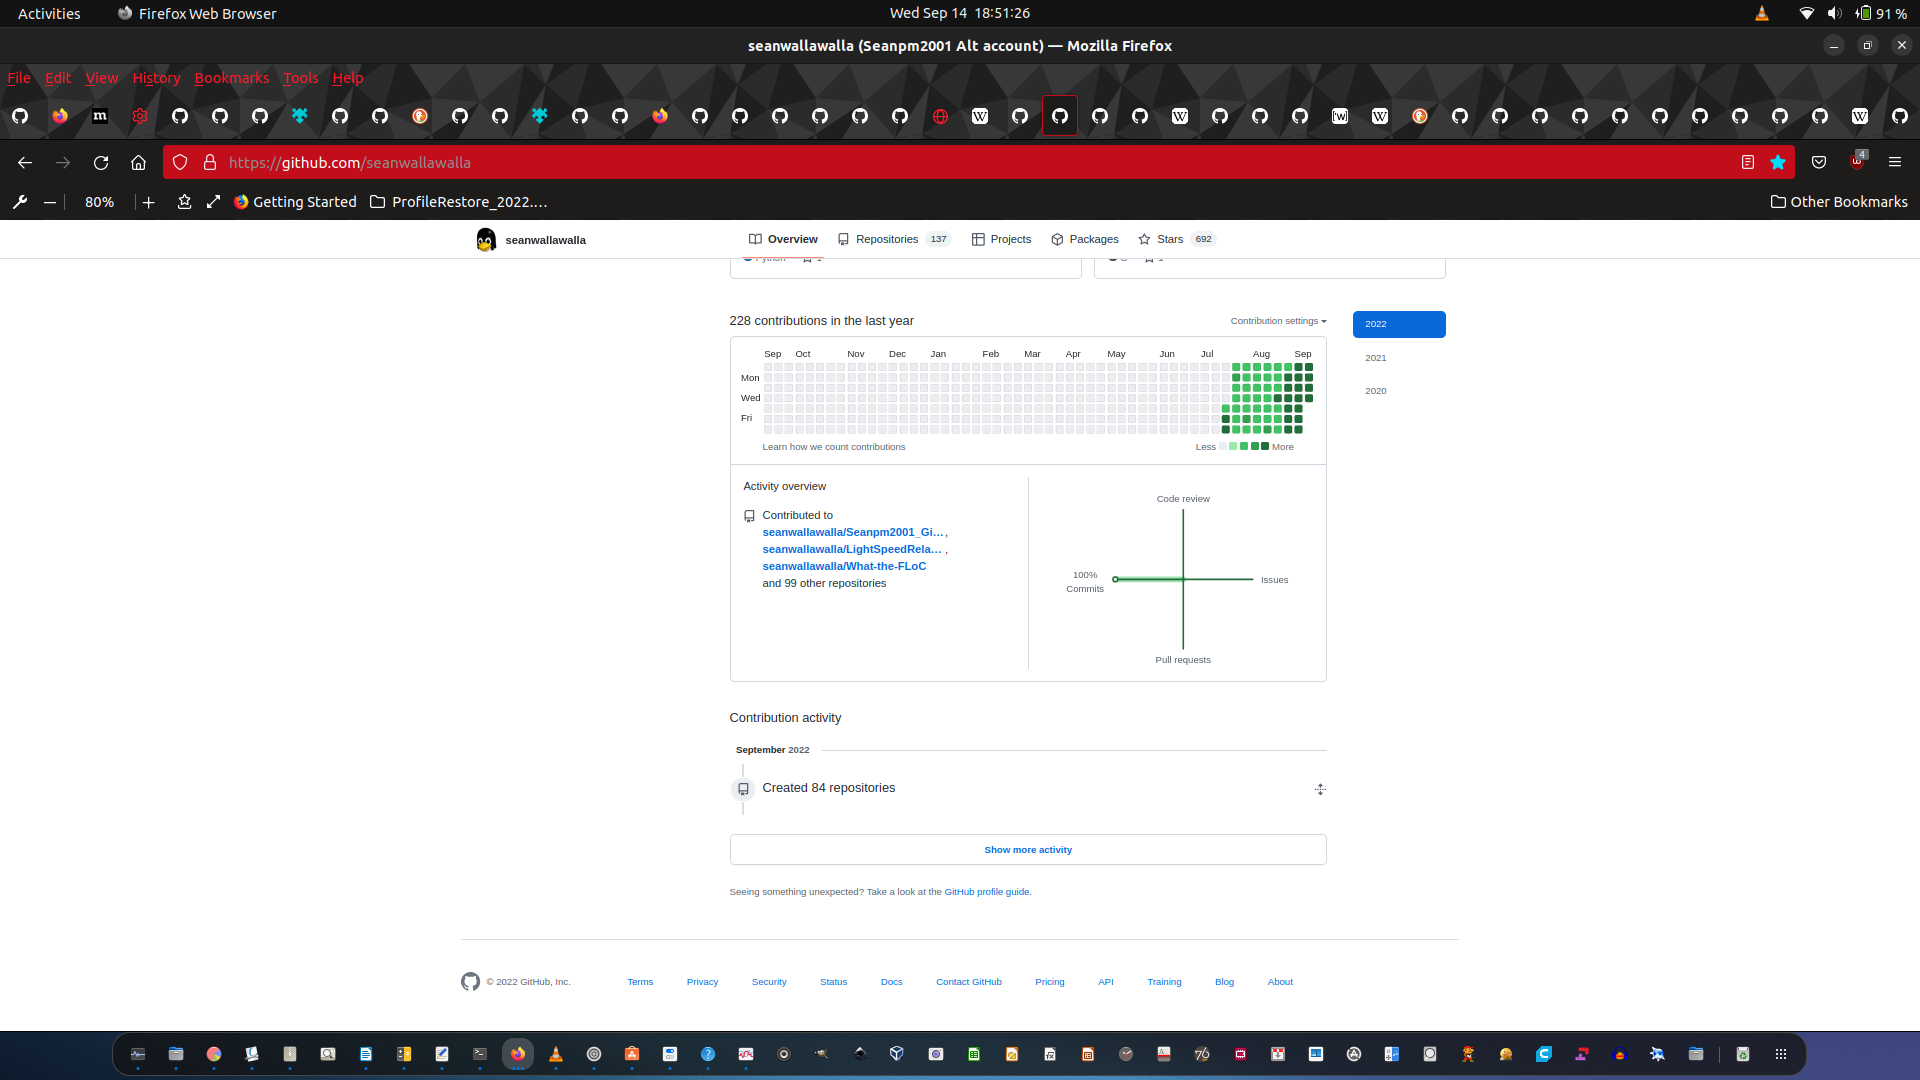 Activities Firefox Web Browser Wed Sep 14 18:51:26 91 %
seanwallawalla (Seanpm2001 Alt account) — Mozilla Firefox
File Edit View History Bookmarks Tools Help
https://github.com/seanwallawalla 4
80% Getting Started ProfileRestore_2022.… Other Bookmarks
seanwallawalla Overview Repositories 137 Projects Packages Stars 692
228 contributions in the last year Contribution settings 2022
2021
2020
Sep Oct Nov Dec Jan Feb Mar Apr May Jun Jul Aug Sep
Mon
Wed
Fri
Learn how we count contributions Less More
Activity overview
Contributed to
seanwallawalla/Seanpm2001_Gi… ,
seanwallawalla/LightSpeedRela… ,
seanwallawalla/What-the-FLoC
and 99 other repositories
Code review
100%
Commits
Issues
Pull requests
Contribution activity
September 2022
Created 84 repositories
Show more activity
Seeing something unexpected? Take a look at the GitHub profile guide.
© 2022 GitHub, Inc. Terms Privacy Security Status Docs Contact GitHub Pricing API Training Blog About